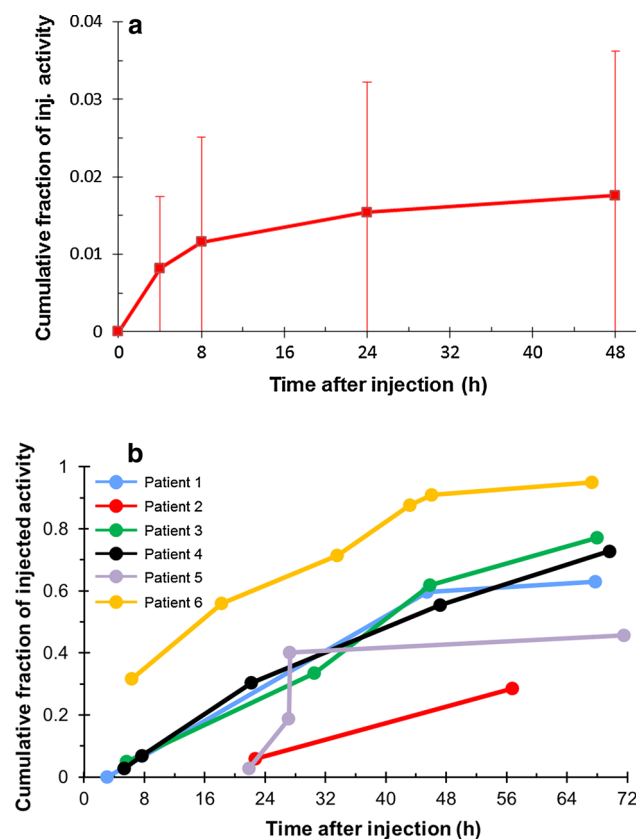 a
Cumulative fraction of inj. activity
0.04
0.03
0.02
0.01
0
0 8 16 24 32 40 48
Time after injection (h)
b
Cumulative fraction of injected activity
1
0.8
0.6
0.4
0.2
0
Patient 1
Patient 2
Patient 3
Patient 4
Patient 5
Patient 6
0 8 16 24 32 40 48 56 64 72
Time after injection (h)